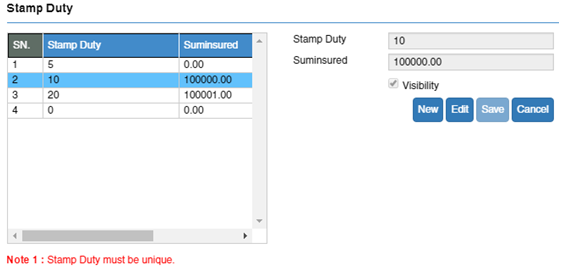 Stamp Duty
SN. Stamp Duty Suminsured
1 5 0.00
2 10 100000.00
3 20 100001.00
4 0 0.00
Stamp Duty 10
Suminsured 100000.00
Visibility
New Edit Save Cancel
Note 1 : Stamp Duty must be unique.